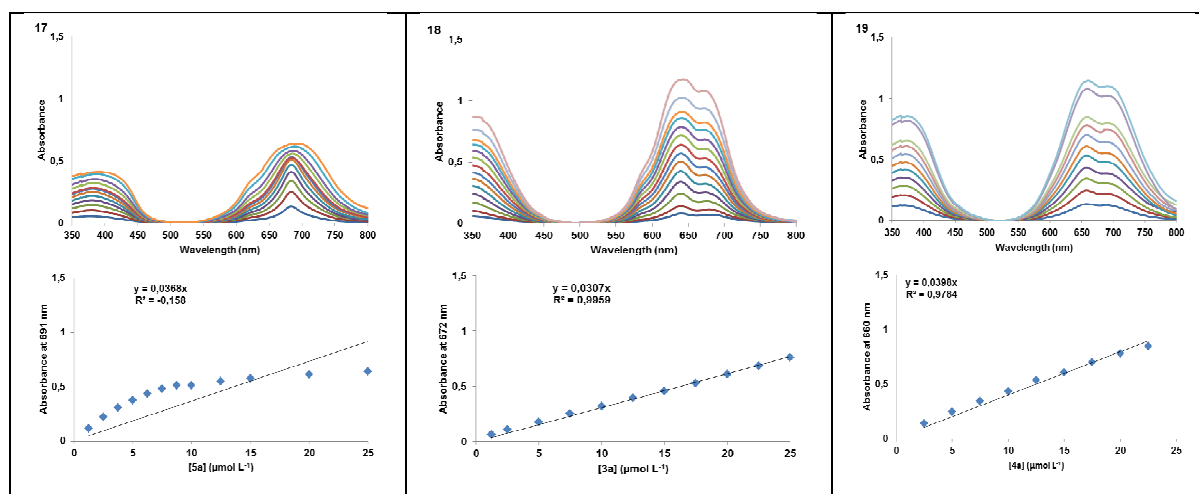 17
1,5
1
0,5
0
Absorbance
350 400 450 500 550 600 650 700 750 800
Wavelength (nm)
1,5
1
0,5
0
Absorbance at 691 nm
y = 0,0368x
R² = -0,158
0 5 10 15 20 25
[5a] (µmol L⁻¹)
18
1,5
1
0,5
0
Absorbance
350 400 450 500 550 600 650 700 750 800
Wavelength (nm)
1,5
1
0,5
0
Absorbance at 672 nm
y = 0,0307x
R² = 0,9959
0 5 10 15 20 25
[3a] (µmol L⁻¹)
19
1,5
1
0,5
0
Absorbance
350 400 450 500 550 600 650 700 750 800
Wavelength (nm)
1,5
1
0,5
0
Absorbance at 660 nm
y = 0,0398x
R² = 0,9764
0 5 10 15 20 25
[4a] (µmol L⁻¹)